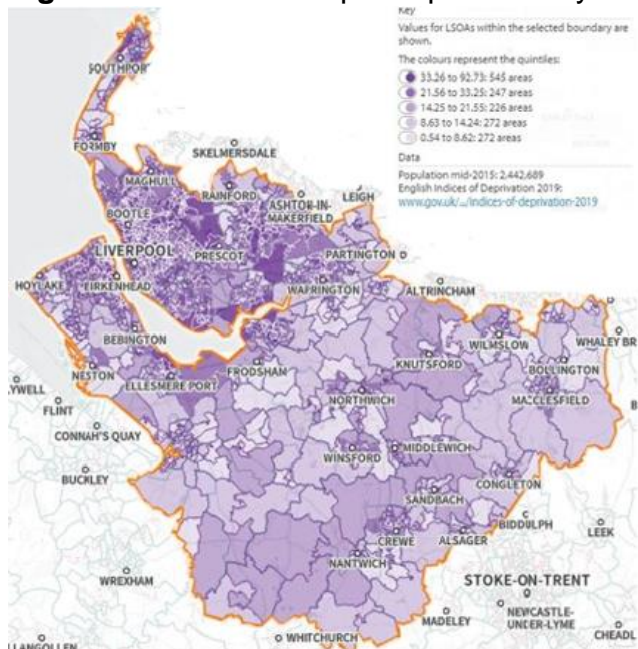 Key
Values for LSOAs within the selected boundary are
shown.
The colours represent the quintiles:
33.26 to 92.73: 545 areas
21.56 to 33.25: 247 areas
14.25 to 21.55: 226 areas
8.63 to 14.24: 272 areas
0.54 to 8.62: 272 areas
Data
Population mid-2015: 2,442,689
English Indices of Deprivation 2019:
www.gov.uk/.../indices-of-deprivation-2019
SOUTHPORT
FORMBY
SKELMERSDALE
MAGHULL
RAINFORD
ASHTON-IN-
MAKERFIELD
LEIGH
BOOTLE
LIVERPOOL
PRESCOT
PARTINGTON
HOYLAKE
BIRKENHEAD
WARRINGTON
ALTRINCHAM
BEBINGTON
WILMSLOW
WHALEY BR
NESTON
ELLESMERE PORT
FRODSHAM
KNUTSFORD
BOLLINGTON
YWELL
FLINT
NORTHWICH
MACCLESFIELD
CONNAH'S QUAY
WINSFORD
MIDDLEWICH
BUCKLEY
SANDBACH
CONGLETON
BIDDULPH
LEEK
CREWE
ALSAGER
WREXHAM
NANTWICH
STOKE-ON-TRENT
NEWCASTLE-
UNDER-LYME
MADELEY
CHEADL
LLANGOLLEN
WHITCHURCH